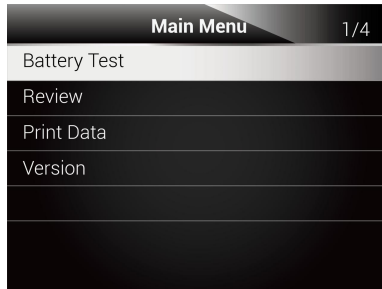 Main Menu 1/4
Battery Test
Review
Print Data
Version